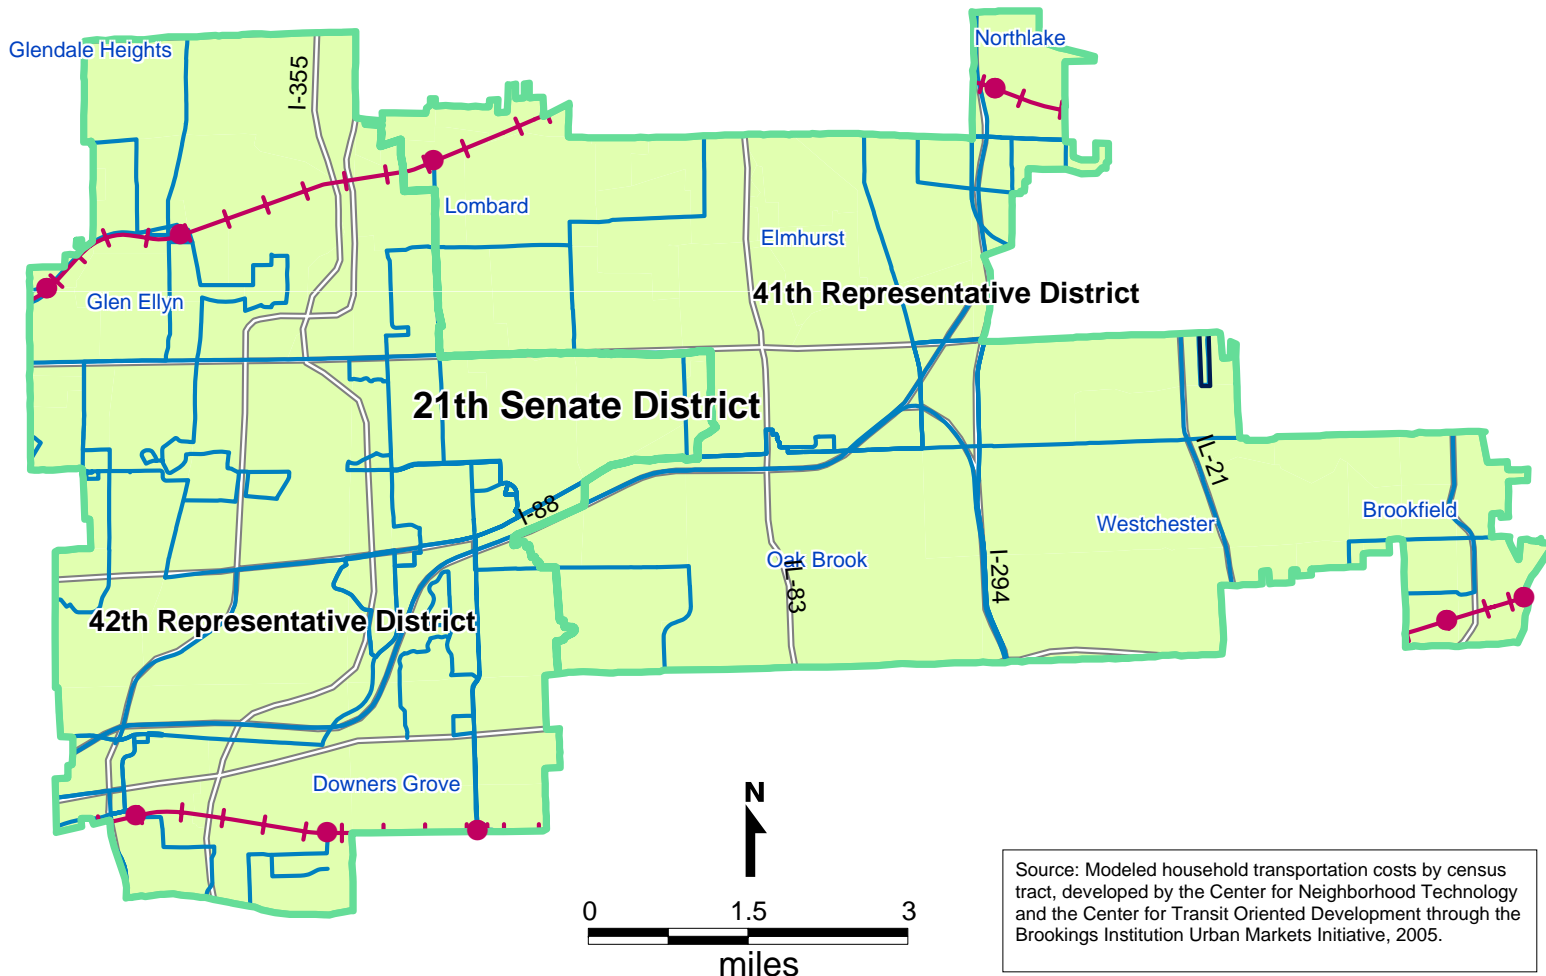 Northlake
Glendale Heights
I-355
Lombard
Elmhurst
Glen Ellyn
41th Representative District
21th Senate District
IL-21
I-88
Brookfield
Westchester
Oak Brook
IL-83
I-294
42th Representative District
Downers Grove
N
0 1.5 3
miles
Source: Modeled household transportation costs by census
tract, developed by the Center for Neighborhood Technology
and the Center for Transit Oriented Development through the
Brookings Institution Urban Markets Initiative, 2005.